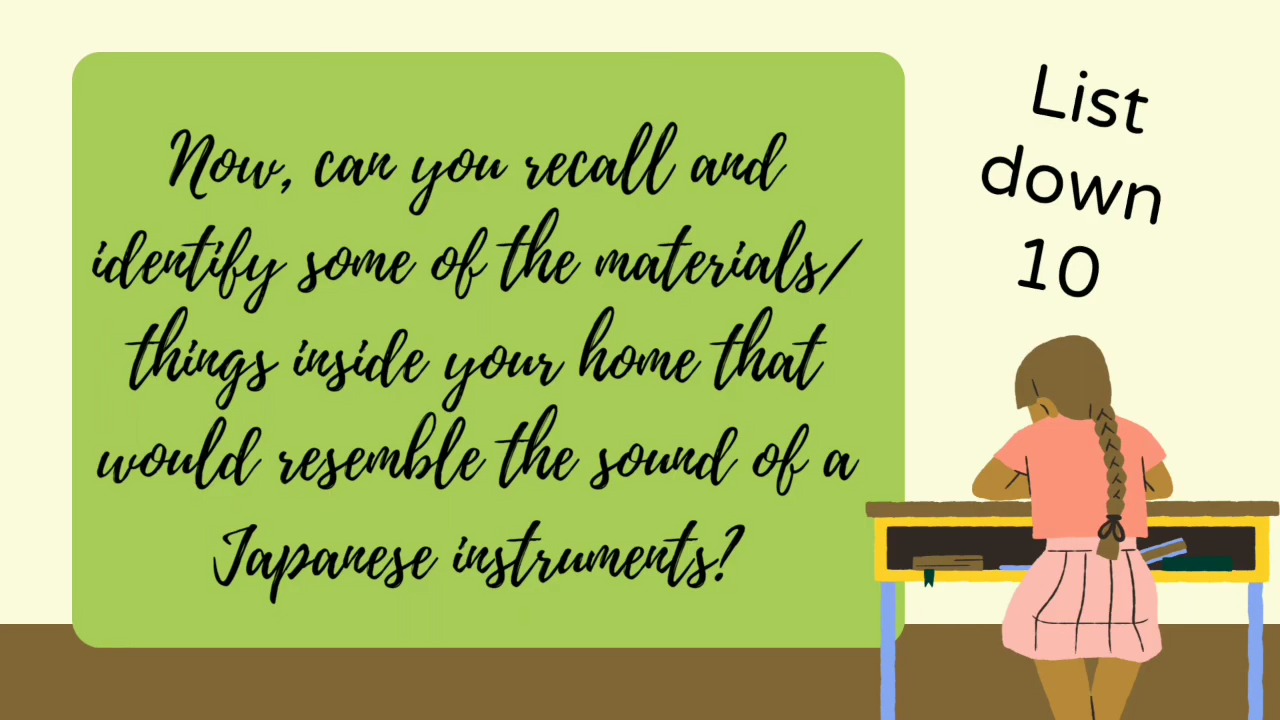 Now, can you recall and
identify some of the materials/
things inside your home that
would resemble the sound of a
Japanese instruments?
List
down
10